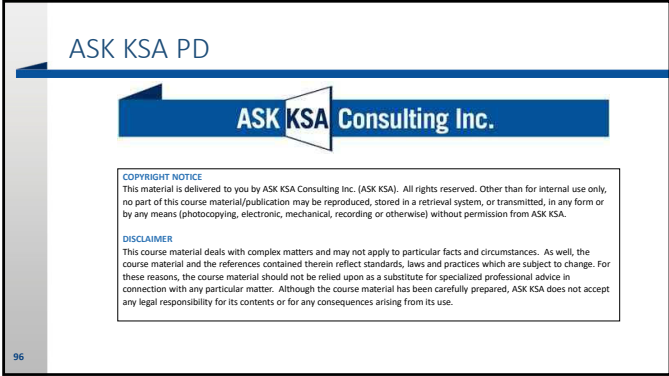 ASK KSA PD
ASK KSA Consulting Inc.
COPYRIGHT NOTICE
This material is delivered to you by ASK KSA Consulting Inc. (ASK KSA).  All rights reserved. Other than for internal use only,
no part of this course material/publication may be reproduced, stored in a retrieval system, or transmitted, in any form or
by any means (photocopying, electronic, mechanical, recording or otherwise) without permission from ASK KSA.
DISCLAIMER
This course material deals with complex matters and may not apply to particular facts and circumstances.  As well, the
course material and the references contained therein reflect standards, laws and practices which are subject to change. For
these reasons, the course material should not be relied upon as a substitute for specialized professional advice in
connection with any particular matter.  Although the course material has been carefully prepared, ASK KSA does not accept
any legal responsibility for its contents or for any consequences arising from its use.
96